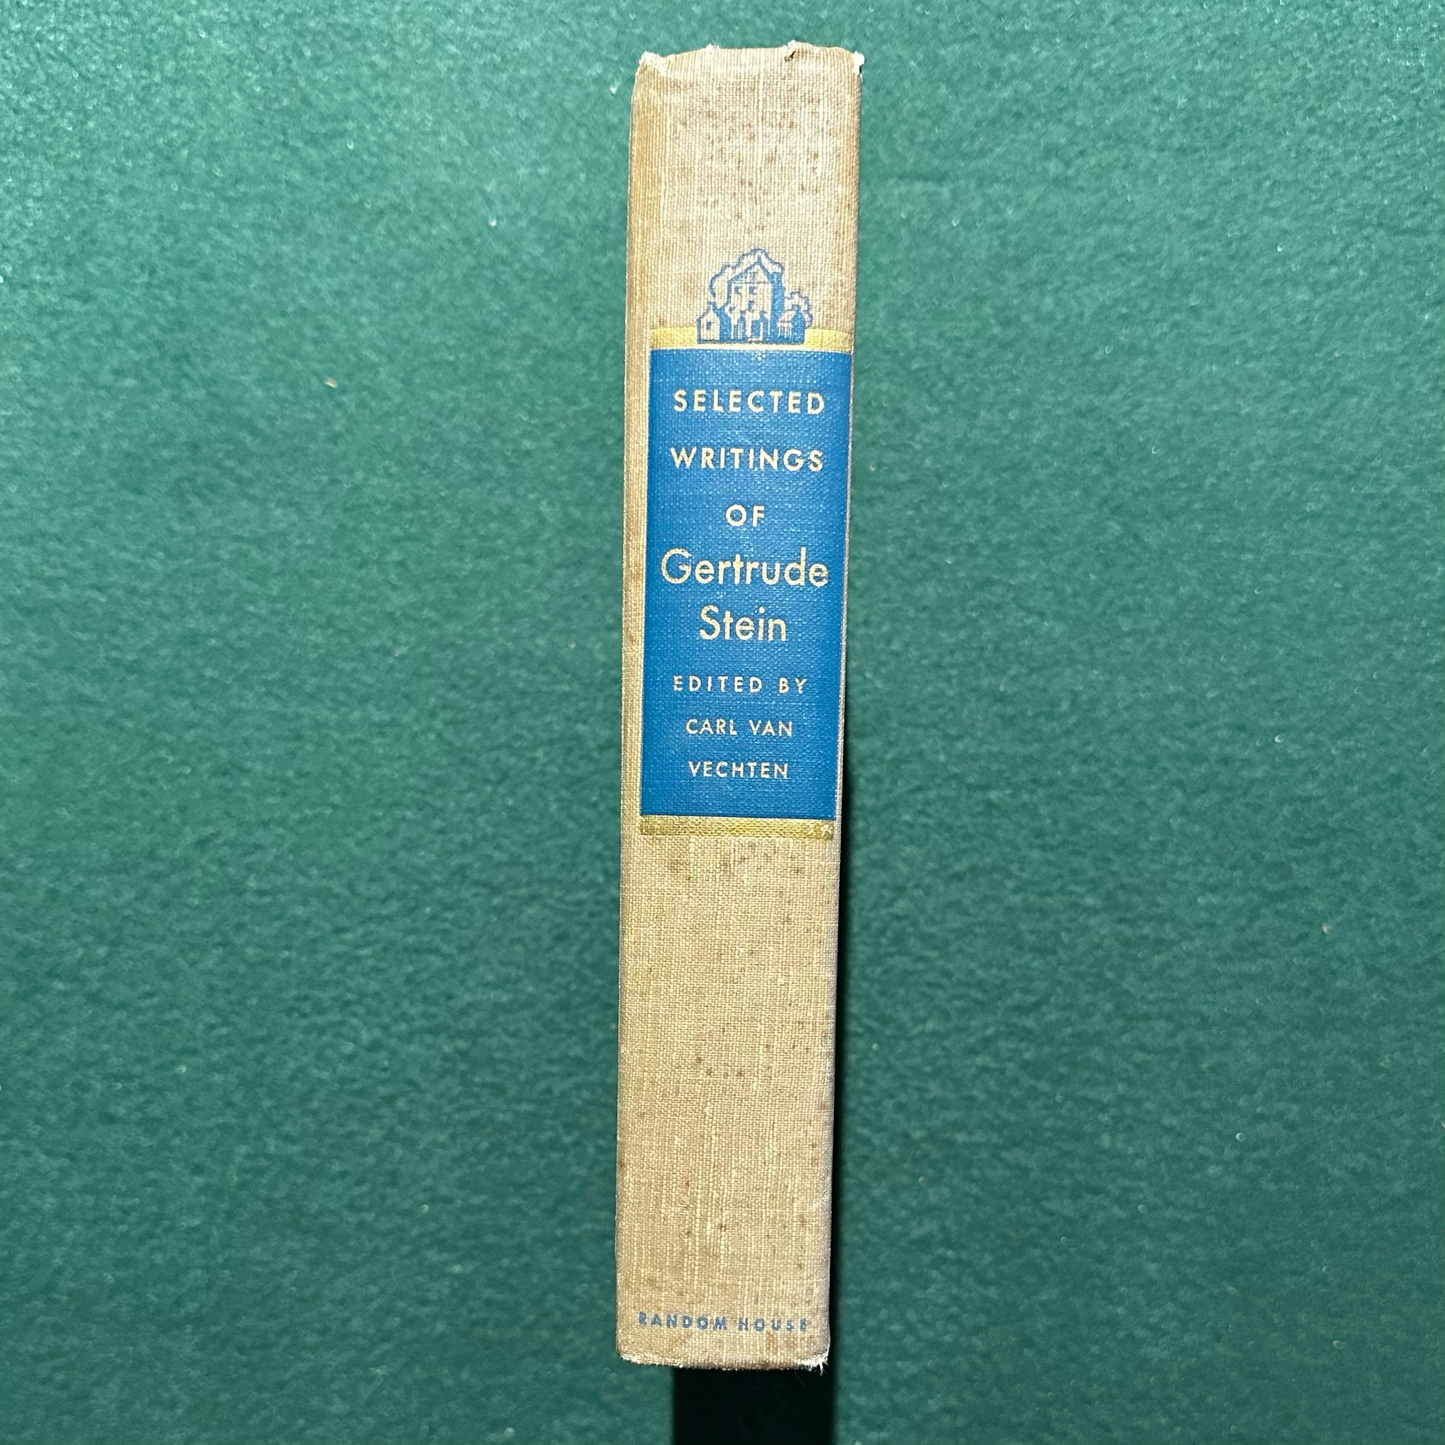 SELECTED
WRITINGS
OF
Gertrude
Stein
EDITED BY
CARL VAN
VECHTEN
RANDOM HOUSE